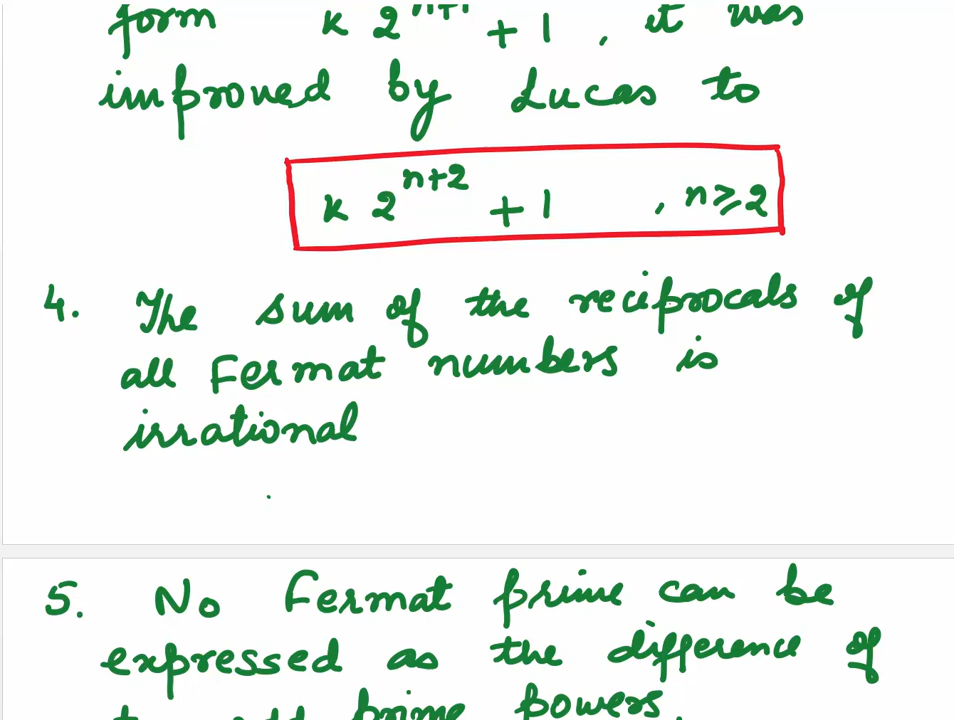 form k 2^{n+1} + 1 , it was
improved by Lucas to
k 2^{n+2} + 1 , n ⩾ 2
4. The sum of the reciprocals of
all Fermat numbers is
irrational
5. No Fermat prime can be
expressed as the difference of
prime powers.